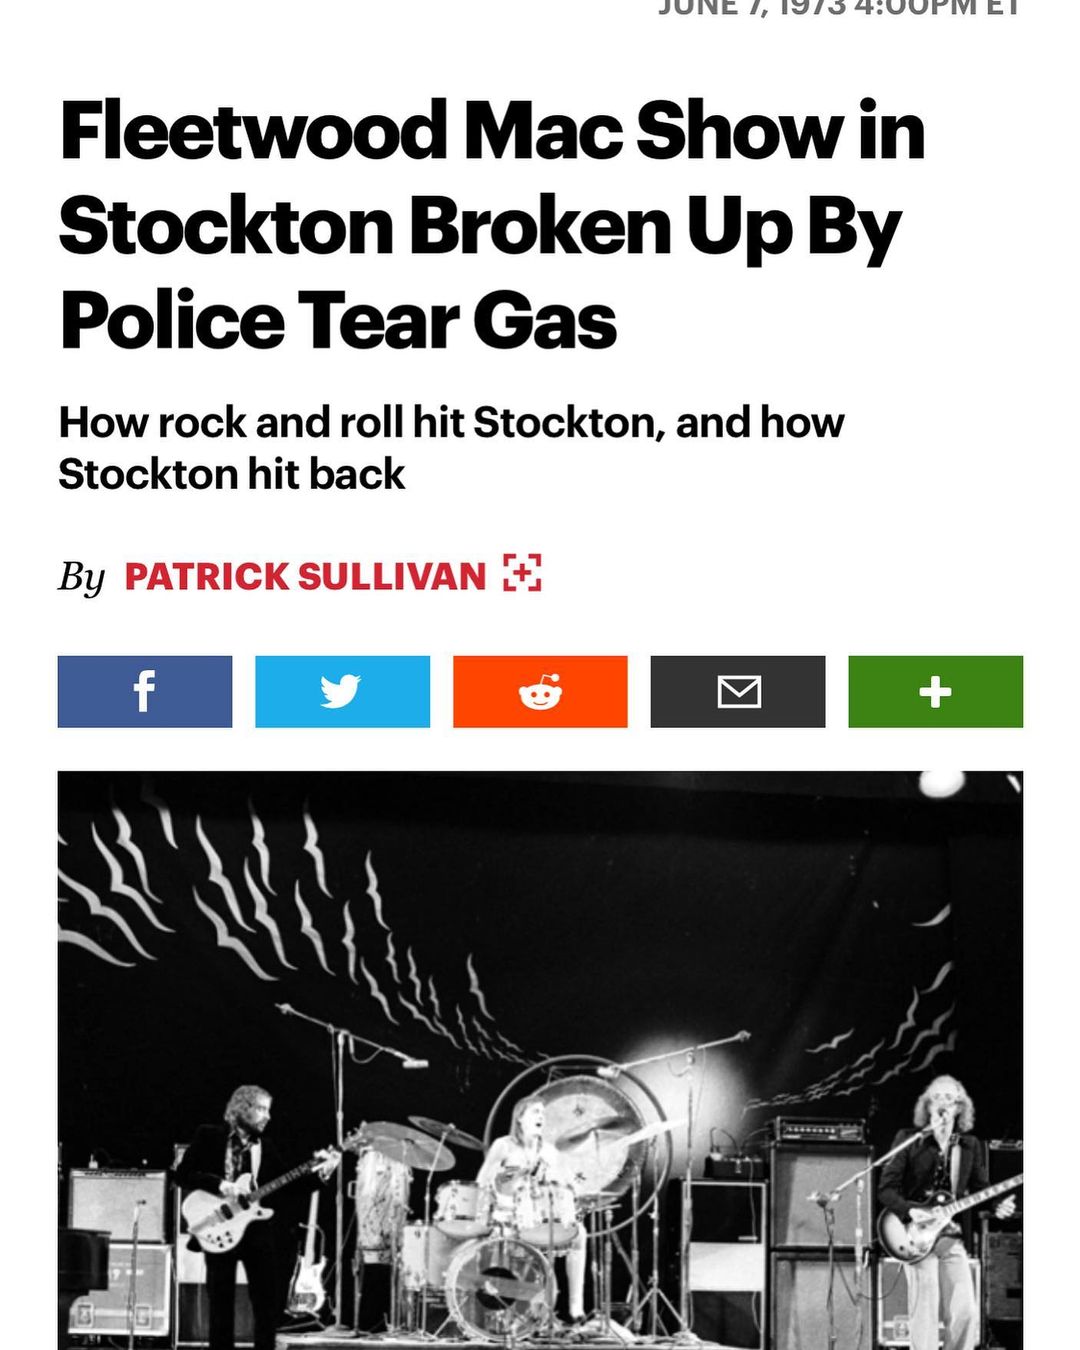 JUNE 7, 1973 4:00PM ET
Fleetwood Mac Show in
Stockton Broken Up By
Police Tear Gas
How rock and roll hit Stockton, and how
Stockton hit back
By PATRICK SULLIVAN